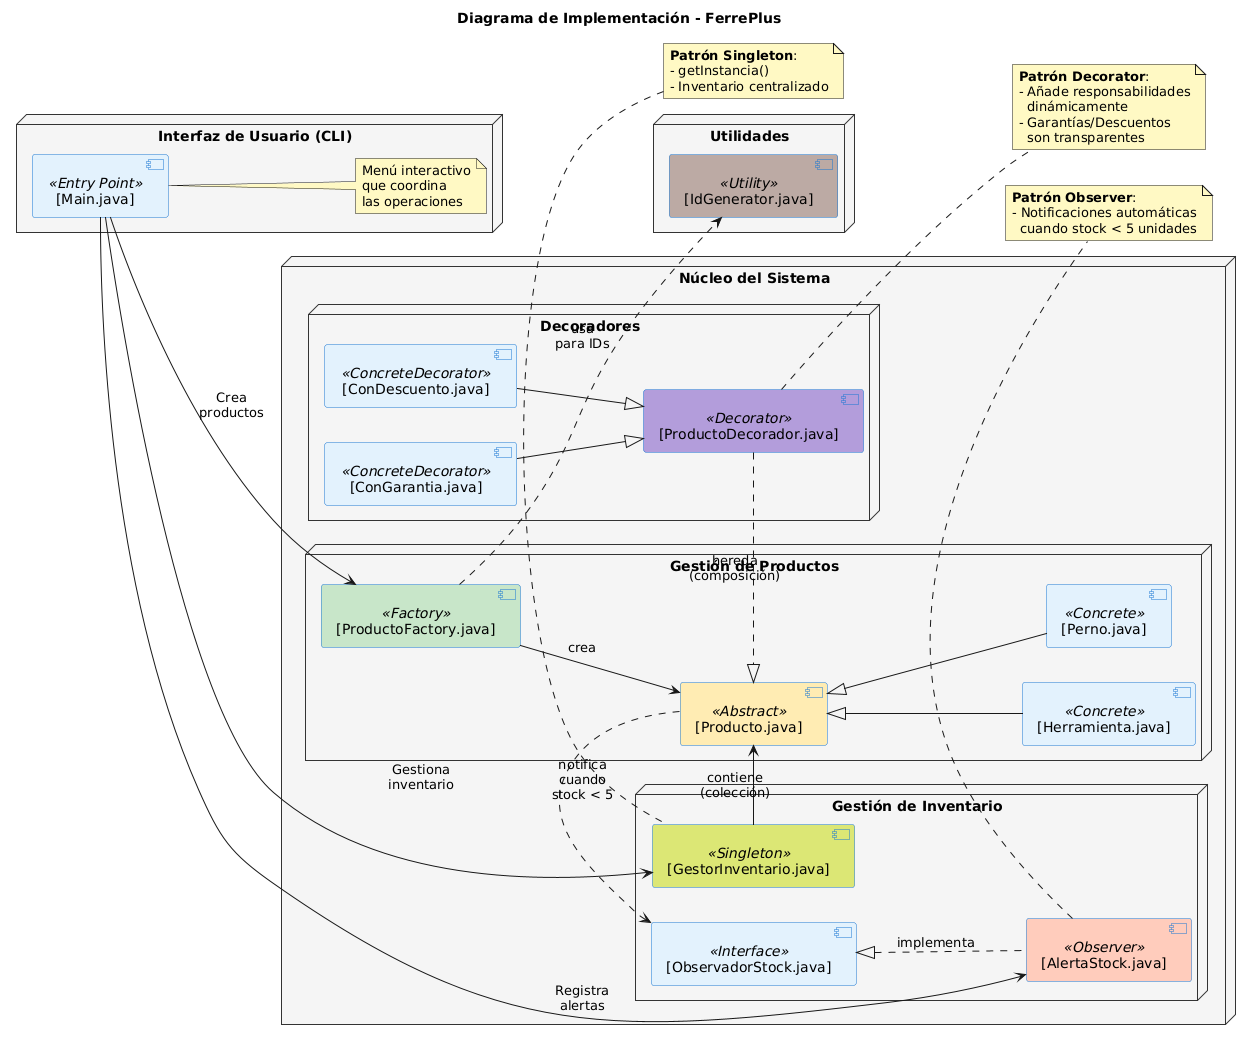 Diagrama de Implementación - FerrePlus
Patrón Singleton:
- getInstancia()
- Inventario centralizado
Patrón Decorator:
- Añade responsabilidades
dinámicamente
- Garantías/Descuentos
son transparentes
Interfaz de Usuario (CLI)
«Entry Point»
[Main.java]
Menú interactivo
que coordina
las operaciones
Utilidades
«Utility»
[IdGenerator.java]
Patrón Observer:
- Notificaciones automáticas
cuando stock < 5 unidades
Núcleo del Sistema
Decoradores
usa
para IDs
«ConcreteDecorator»
[ConDescuento.java]
«Decorator»
[ProductoDecorador.java]
«ConcreteDecorator»
[ConGarantia.java]
Crea
productos
hereda
(composición)
Gestión de Productos
«Factory»
[ProductoFactory.java]
crea
«Concrete»
[Perno.java]
«Abstract»
[Producto.java]
«Concrete»
[Herramienta.java]
Gestiona
inventario
notifica
cuando
stock < 5
contiene
(colección)
Gestión de Inventario
«Singleton»
[GestorInventario.java]
«Interface»
[ObservadorStock.java]
implementa
«Observer»
[AlertaStock.java]
Registra
alertas